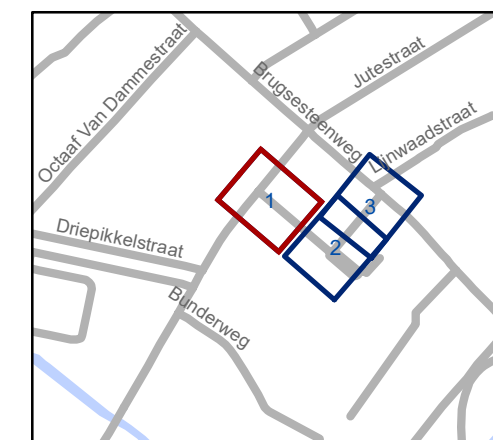 Octaaf Van Dammestraat
Brugsesteenweg
Jutestraat
Lijnwaadstraat
1
3
2
Driepikkelstraat
Bunderweg